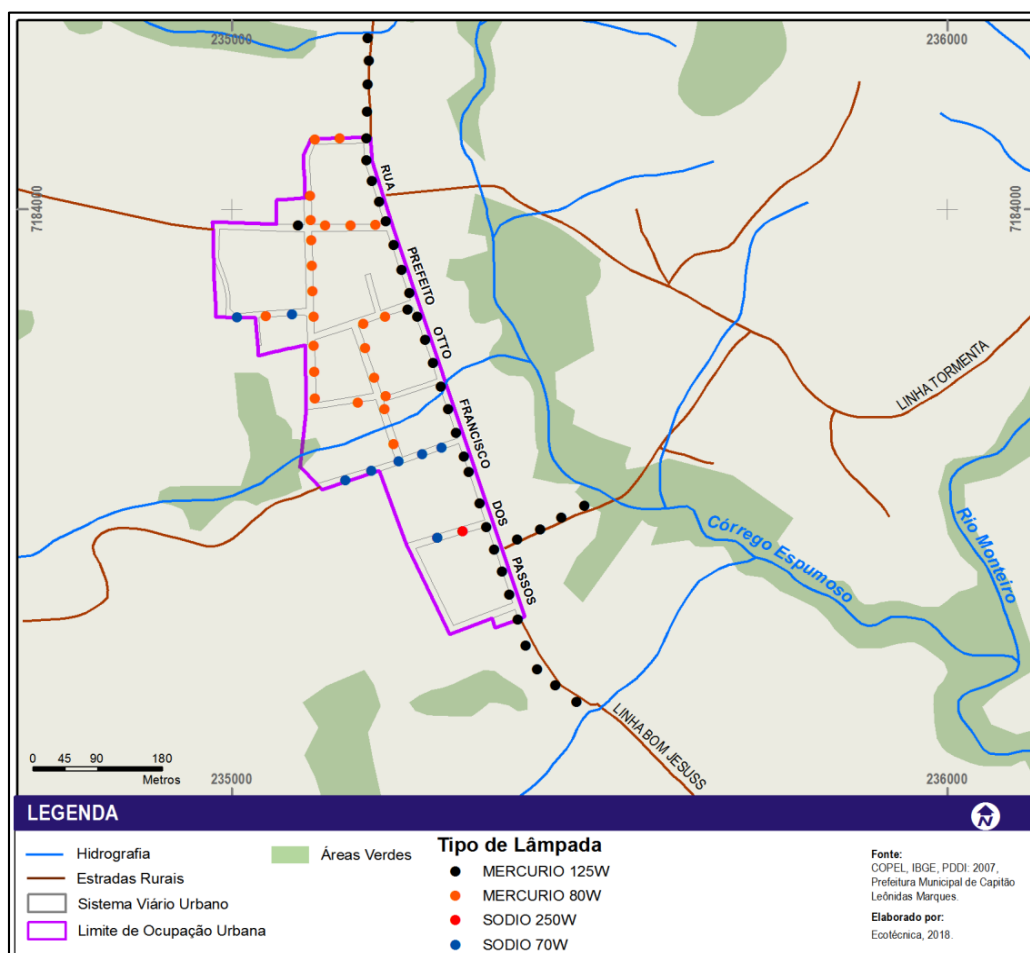 235000
236000
7184000
7184000
RUA
PREFEITO
OTTO
FRANCISCO
DOS
PASSOS
LINHA TORMENTA
Córrego Espumoso
Rio Monteiro
LINHA BOM JESUSS
0 45 90 180
Metros
235000
236000
LEGENDA
N
Hidrografia
Estradas Rurais
Sistema Viário Urbano
Limite de Ocupação Urbana
Áreas Verdes
Tipo de Lâmpada
MERCURIO 125W
MERCURIO 80W
SODIO 250W
SODIO 70W
Fonte:
COPEL, IBGE, PDDI: 2007,
Prefeitura Municipal de Capitão
Leônidas Marques.
Elaborado por:
Ecotécnica, 2018.